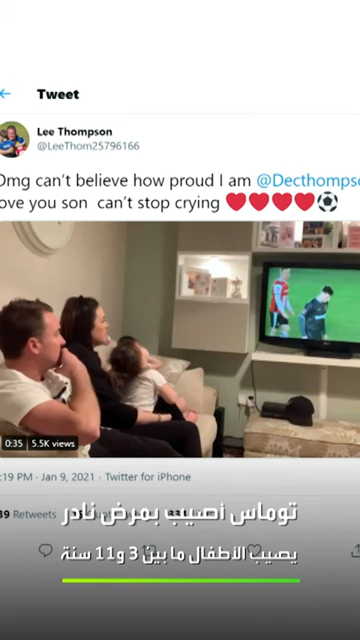 Tweet
Lee Thompson
@LeeThom25796166
Omg can't believe how proud I am @Decthompso
love you son can't stop crying ❤️❤️❤️❤️⚽
0:35
5.5K views
:19 PM · Jan 9, 2021 · Twitter for iPhone
Retweets
توماس أصيب بمرض نادر
يصيب الأطفال ما بين 3 و11 سنة